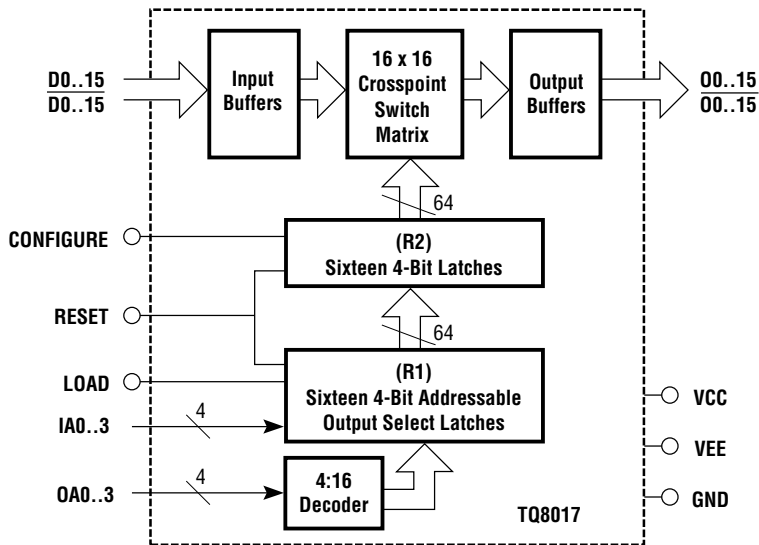 D0..15
D0..15
Input
Buffers
16 x 16
Crosspoint
Switch
Matrix
Output
Buffers
O0..15
O0..15
64
CONFIGURE
(R2)
Sixteen 4-Bit Latches
RESET
64
LOAD
(R1)
Sixteen 4-Bit Addressable
Output Select Latches
IA0..3
4
OA0..3
4
4:16
Decoder
TQ8017
VCC
VEE
GND